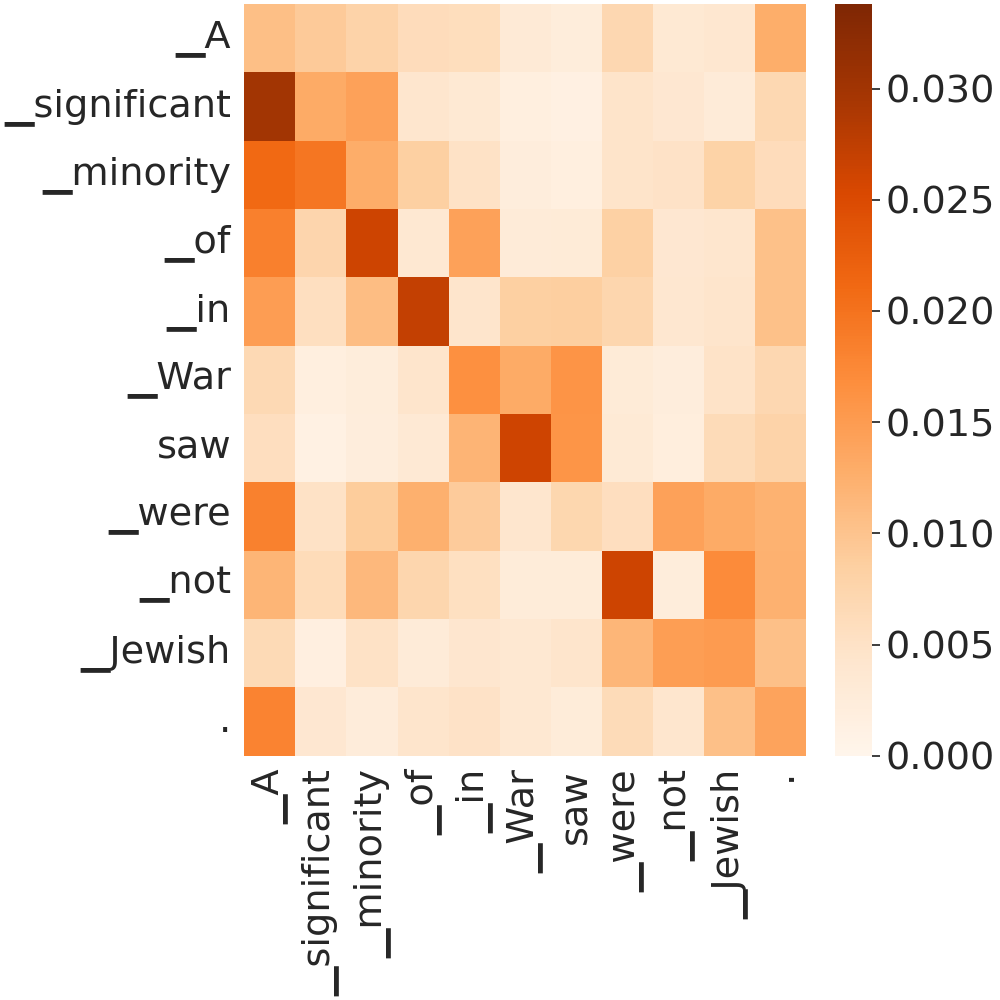 _A
_significant
_minority
_of
_in
_War
saw
_were
_not
_Jewish
.
_A
_significant
_minority
_of
_in
_War
saw
_were
_not
_Jewish
.
0.030
0.025
0.020
0.015
0.010
0.005
0.000